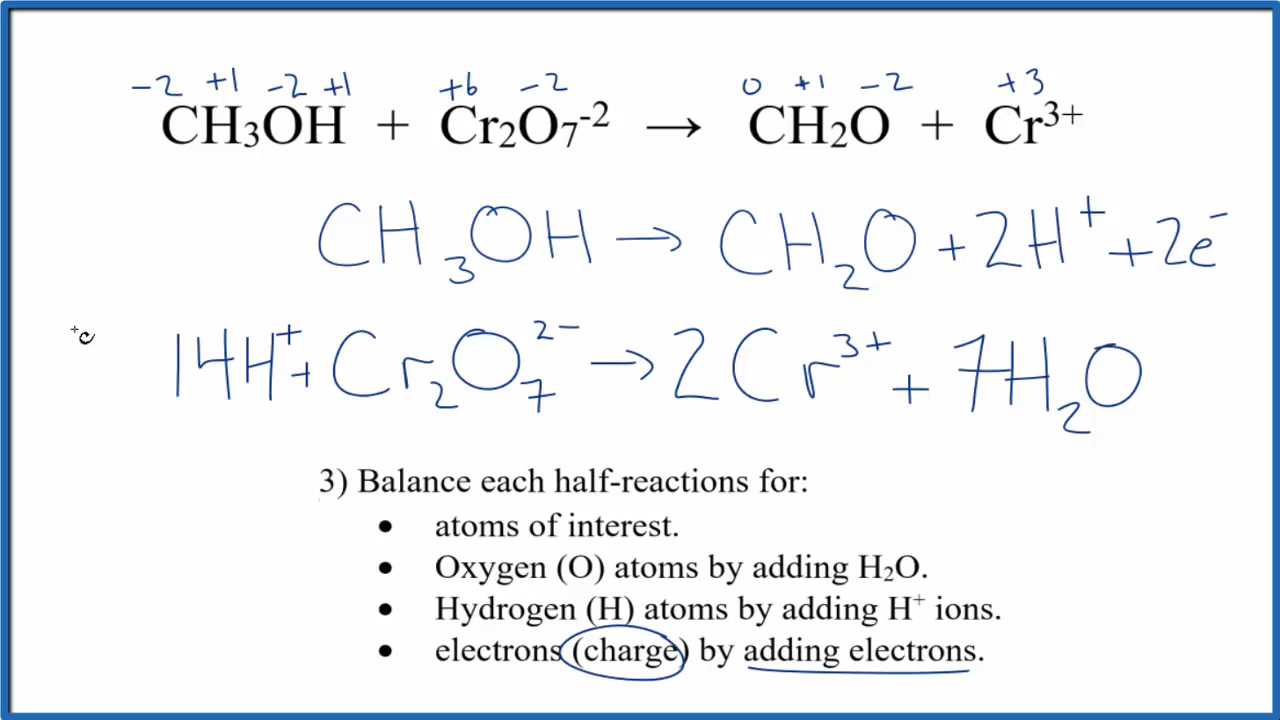 -2 +1 -2 +1 +6 -2 0 +1 -2 +3
CH₃OH + Cr₂O₇⁻² → CH₂O + Cr³⁺
CH₃OH → CH₂O + 2H⁺ + 2e⁻
14H⁺ + Cr₂O₇²⁻ → 2Cr³⁺ + 7H₂O
3) Balance each half-reactions for:
• atoms of interest.
• Oxygen (O) atoms by adding H₂O.
• Hydrogen (H) atoms by adding H⁺ ions.
• electrons (charge) by adding electrons.